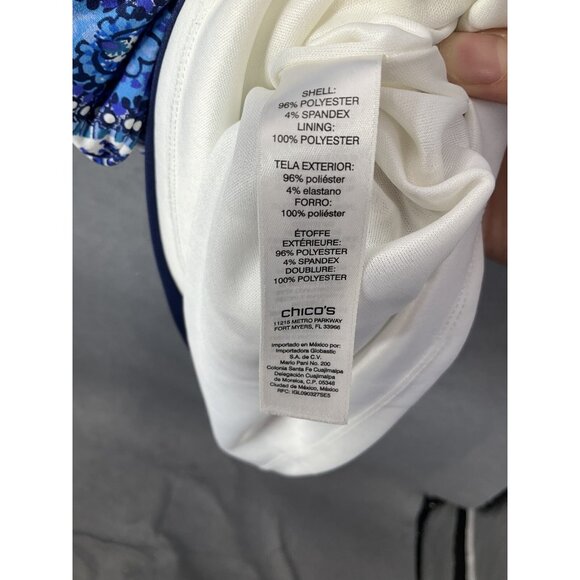 SHELL:
96% POLYESTER
4% SPANDEX
LINING:
100% POLYESTER
TELA EXTERIOR:
96% poliéster
4% elastano
FORRO:
100% poliéster
ÉTOFFE
EXTÉRIEURE:
96% POLYESTER
4% SPANDEX
DOUBLURE:
100% POLYESTER
chico's
11215 METRO PARKWAY
FORT MYERS, FL 33966
Importado en México por:
Importadora Globastic
S.A. de C.V.
Mario Pani No. 200
Colonia Santa Fe Cuajimalpa
Delegación Cuajimalpa
de Morelos, C.P. 05348
Ciudad de México, México
RFC: IGL090327SE5